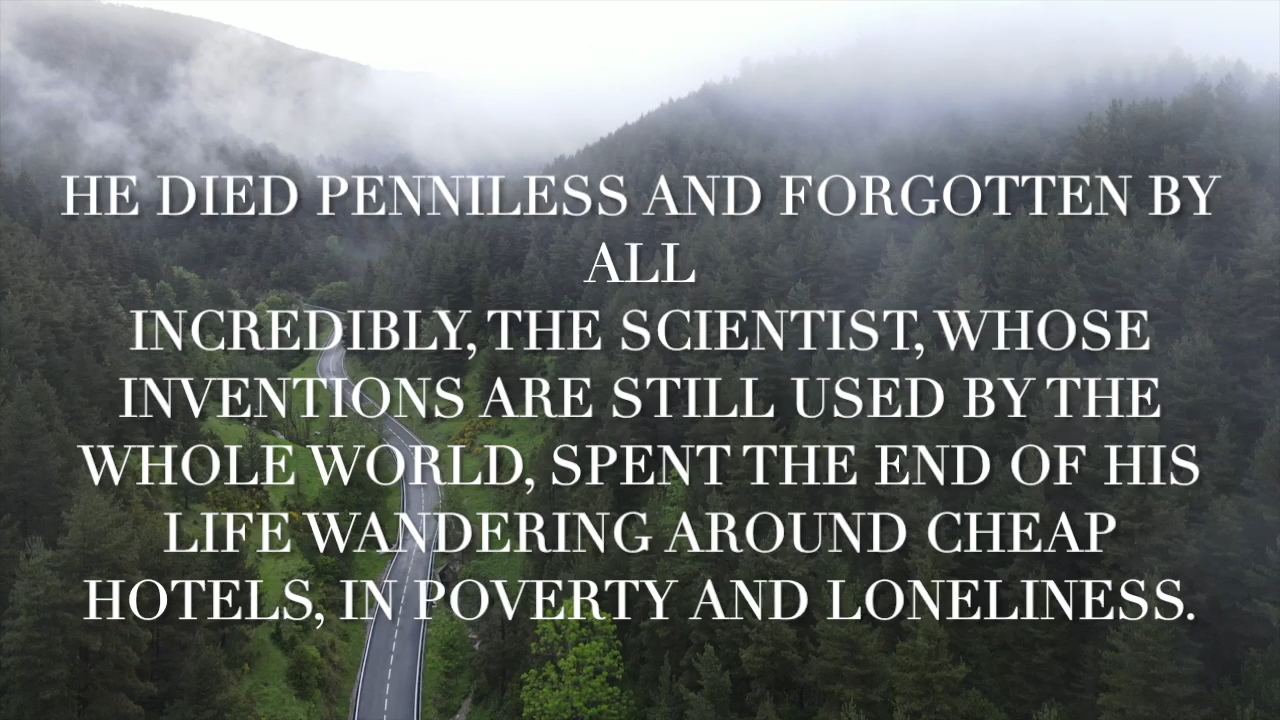 HE DIED PENNILESS AND FORGOTTEN BY
ALL
INCREDIBLY, THE SCIENTIST, WHOSE
INVENTIONS ARE STILL USED BY THE
WHOLE WORLD, SPENT THE END OF HIS
LIFE WANDERING AROUND CHEAP
HOTELS, IN POVERTY AND LONELINESS.